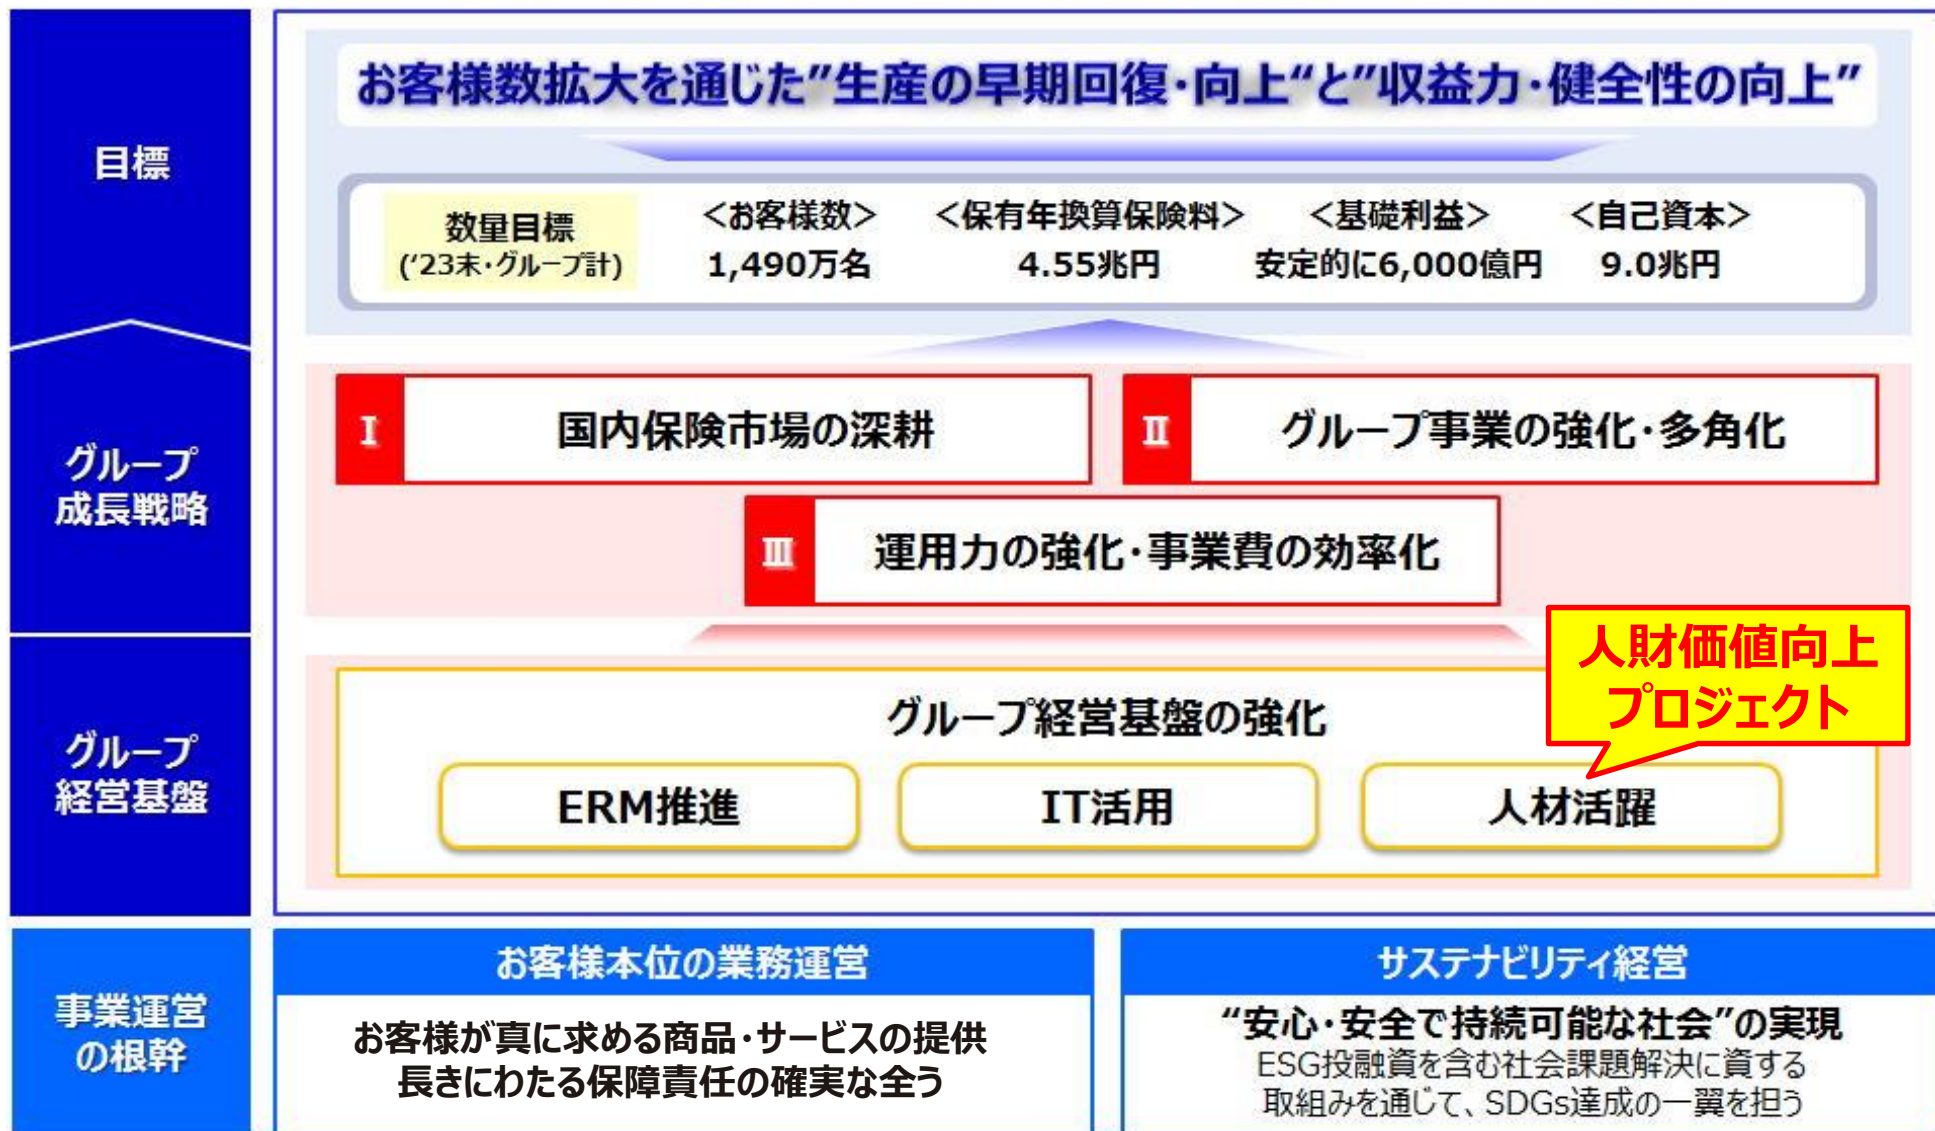 目標
お客様数拡大を通じた”生産の早期回復・向上“と”収益力・健全性の向上”
数量目標
(‘23末・グループ計)
＜お客様数＞
1,490万名
＜保有年換算保険料＞
4.55兆円
＜基礎利益＞
安定的に6,000億円
＜自己資本＞
9.0兆円
グループ
成長戦略
Ⅰ 国内保険市場の深耕
Ⅱ グループ事業の強化・多角化
Ⅲ 運用力の強化・事業費の効率化
人財価値向上
プロジェクト
グループ
経営基盤
グループ経営基盤の強化
ERM推進
IT活用
人材活躍
事業運営
の根幹
お客様本位の業務運営
お客様が真に求める商品・サービスの提供
長きにわたる保障責任の確実な全う
サステナビリティ経営
“安心・安全で持続可能な社会”の実現
ESG投融資を含む社会課題解決に資する
取組みを通じて、SDGs達成の一翼を担う